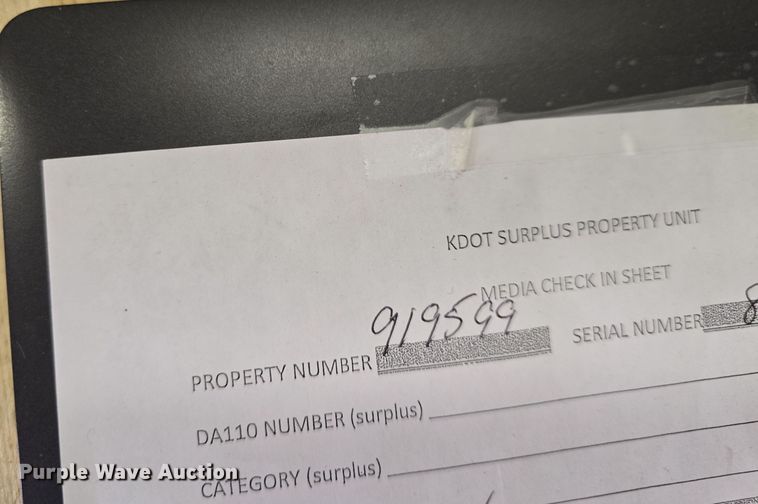 KDOT SURPLUS PROPERTY UNIT
MEDIA CHECK IN SHEET
PROPERTY NUMBER 919599 SERIAL NUMBER 8
DA110 NUMBER (surplus)
CATEGORY (surplus)
Purple Wave Auction